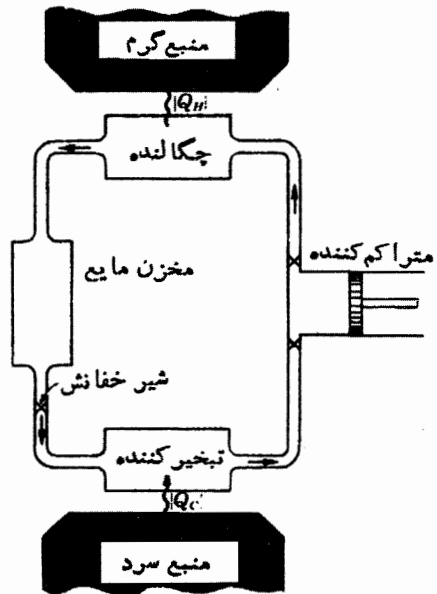 منبع گرم
|Q_H|
چگالنده
متراکم کننده
مخزن مایع
شیر خفانش
تبخیر کننده
|Q_C|
منبع سرد